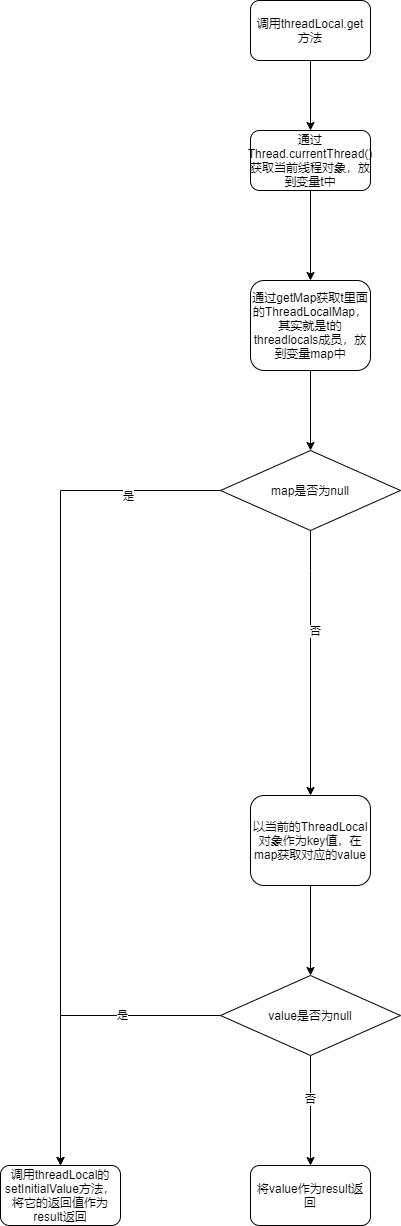 调用threadLocal.get
方法
通过
Thread.currentThread()
获取当前线程对象，放
到变量t中
通过getMap获取t里面
的ThreadLocalMap，
其实就是t的
threadlocals成员，放
到变量map中
map是否为null
是
否
以当前的ThreadLocal
对象作为key值，在
map获取对应的value
value是否为null
是
否
调用threadLocal的
setInitialValue方法，
将它的返回值作为
result返回
将value作为result返
回